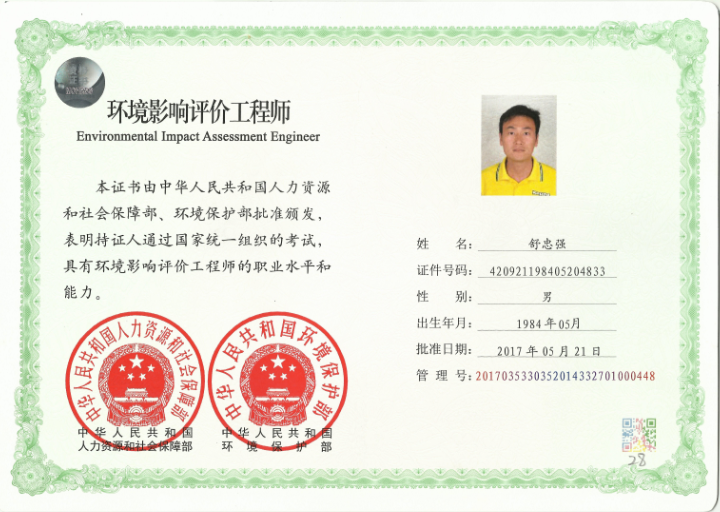 环境影响评价工程师
Environmental Impact Assessment Engineer
本证书由中华人民共和国人力资源
和社会保障部、环境保护部批准颁发，
表明持证人通过国家统一组织的考试，
具有环境影响评价工程师的职业水平和
能力。
中华人民共和国人力资源和社会保障部
中华人民共和国环境保护部
中华人民共和国
人力资源和社会保障部
中华人民共和国
环境保护部
姓 名： 舒忠强
证件号码： 420921198405204833
性 别： 男
出生年月： 1984年05月
批准日期： 2017年05月21日
管 理 号：2017035330352014332701000448
28